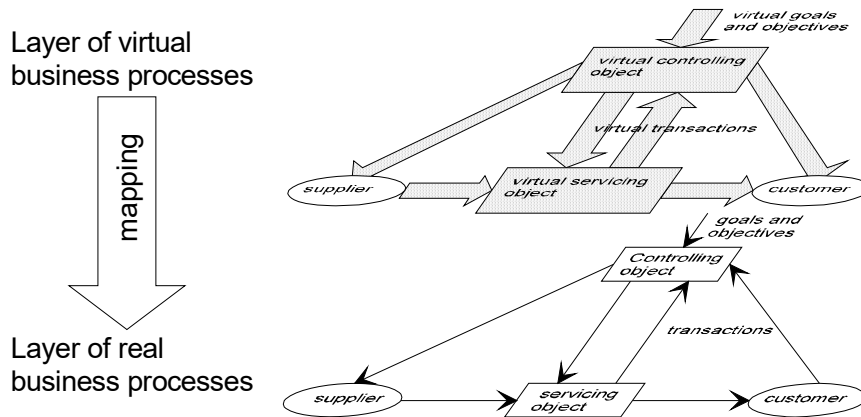 Layer of virtual
business processes
mapping
Layer of real
business processes
virtual goals
and objectives
virtual controlling
object
virtual transactions
supplier
virtual servicing
object
customer
goals and
objectives
Controlling
object
transactions
supplier
servicing
object
customer